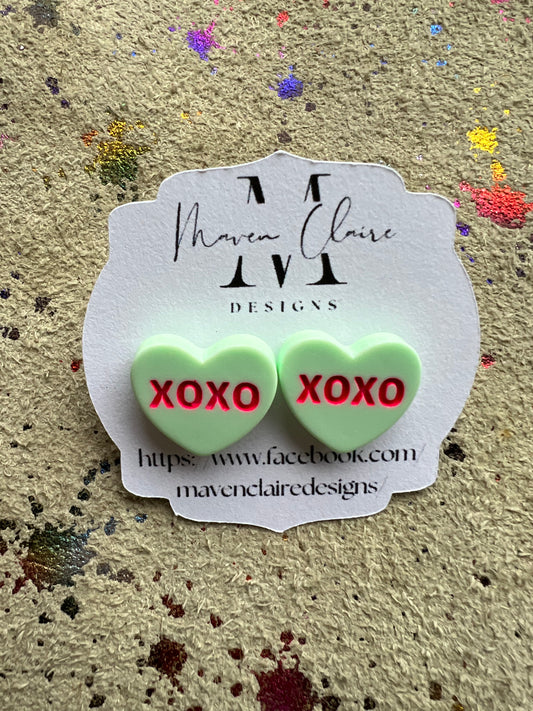 M
Maven Claire
DESIGNS
XOXO XOXO
https://www.facebook.com/
mavenclairedesigns/